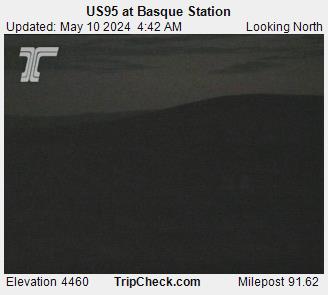 US95 at Basque Station
Updated: May 10 2024 4:42 AM Looking North
Elevation 4460 TripCheck.com Milepost 91.62